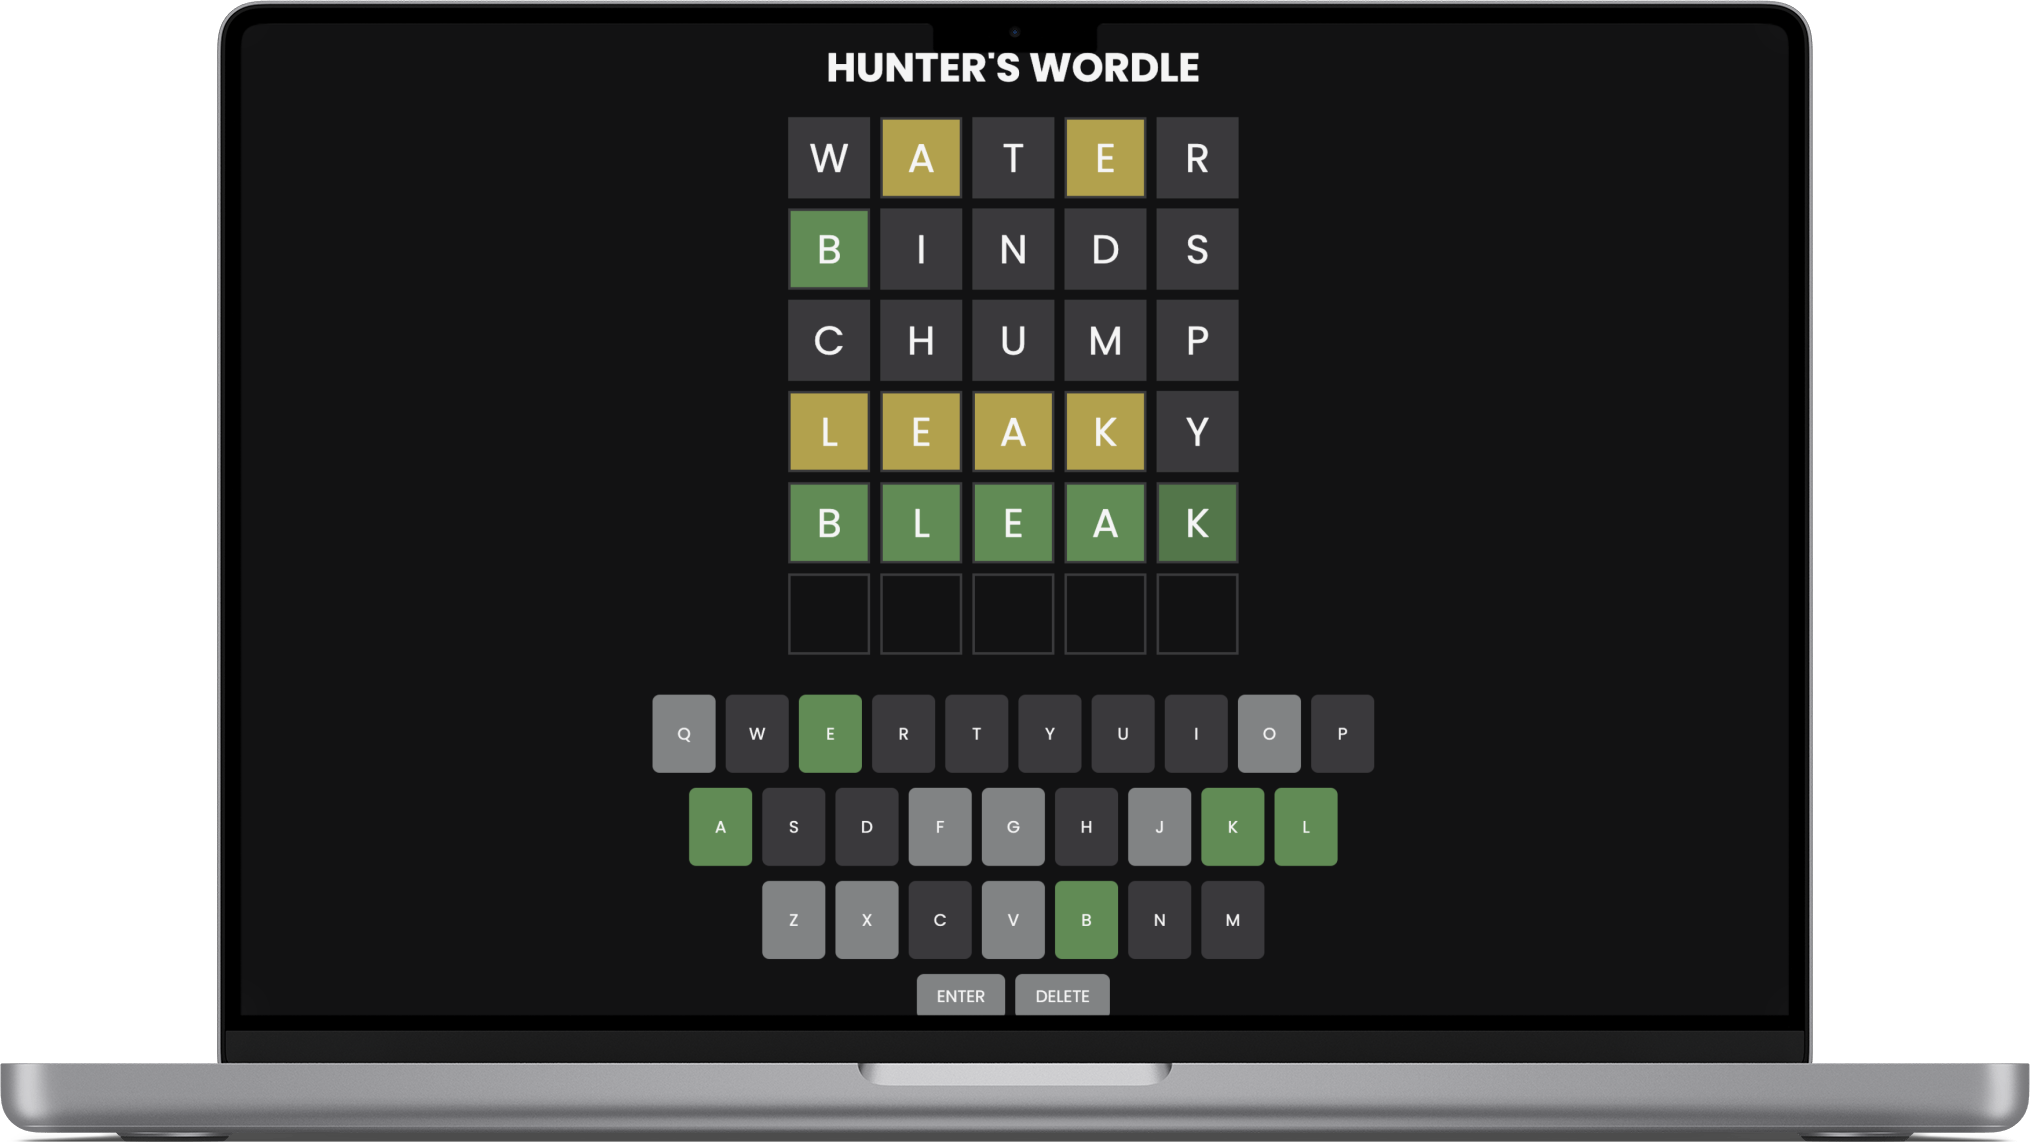 HUNTER'S WORDLE
W A T E R
B I N D S
C H U M P
L E A K Y
B L E A K
Q W E R T Y U I O P
A S D F G H J K L
Z X C V B N M
ENTER DELETE